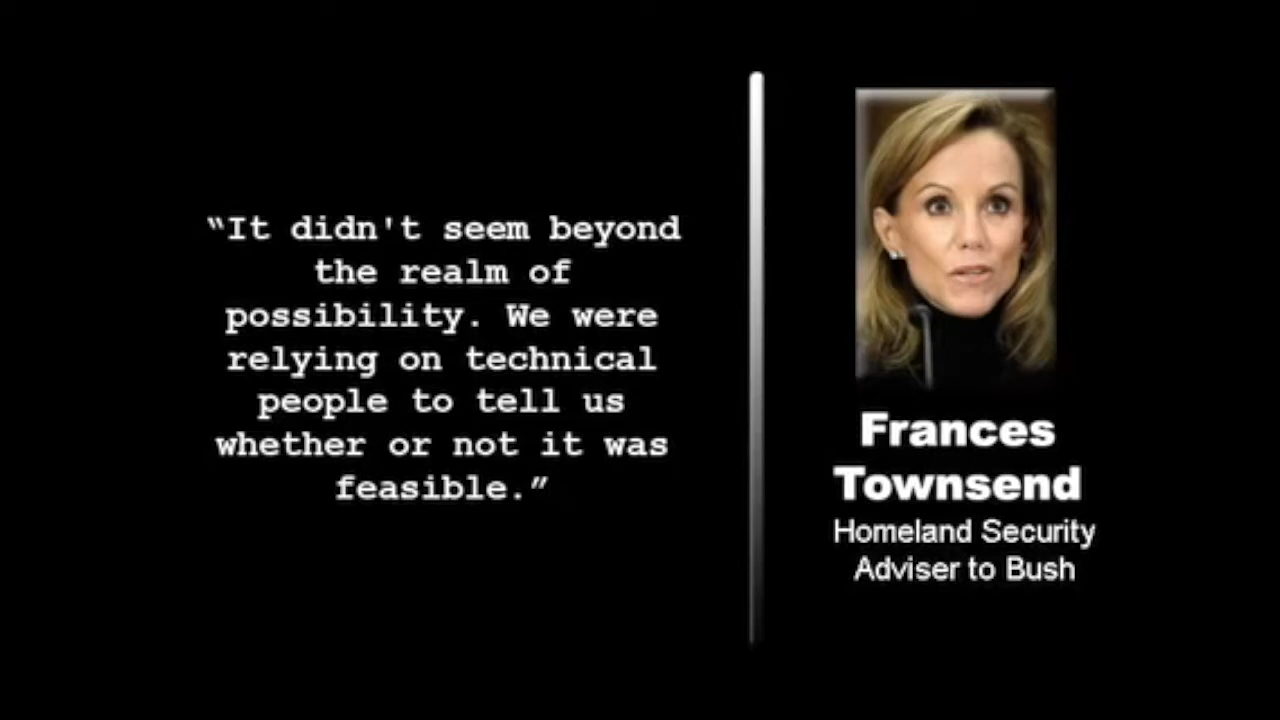 “It didn't seem beyond
the realm of
possibility. We were
relying on technical
people to tell us
whether or not it was
feasible.”
Frances
Townsend
Homeland Security
Adviser to Bush